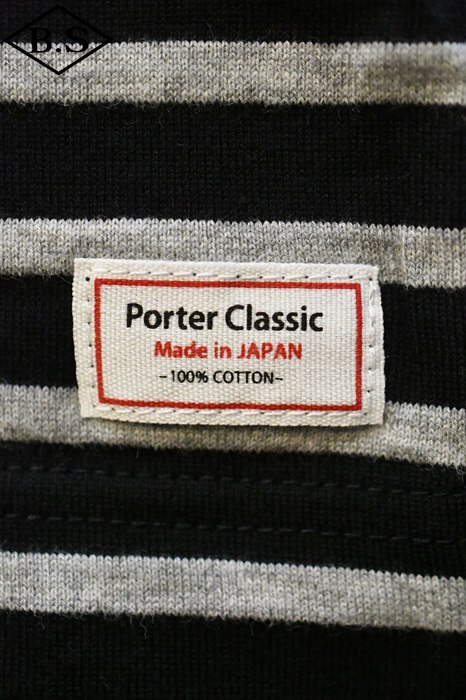 B.S
Porter Classic
Made in JAPAN
-100% COTTON-